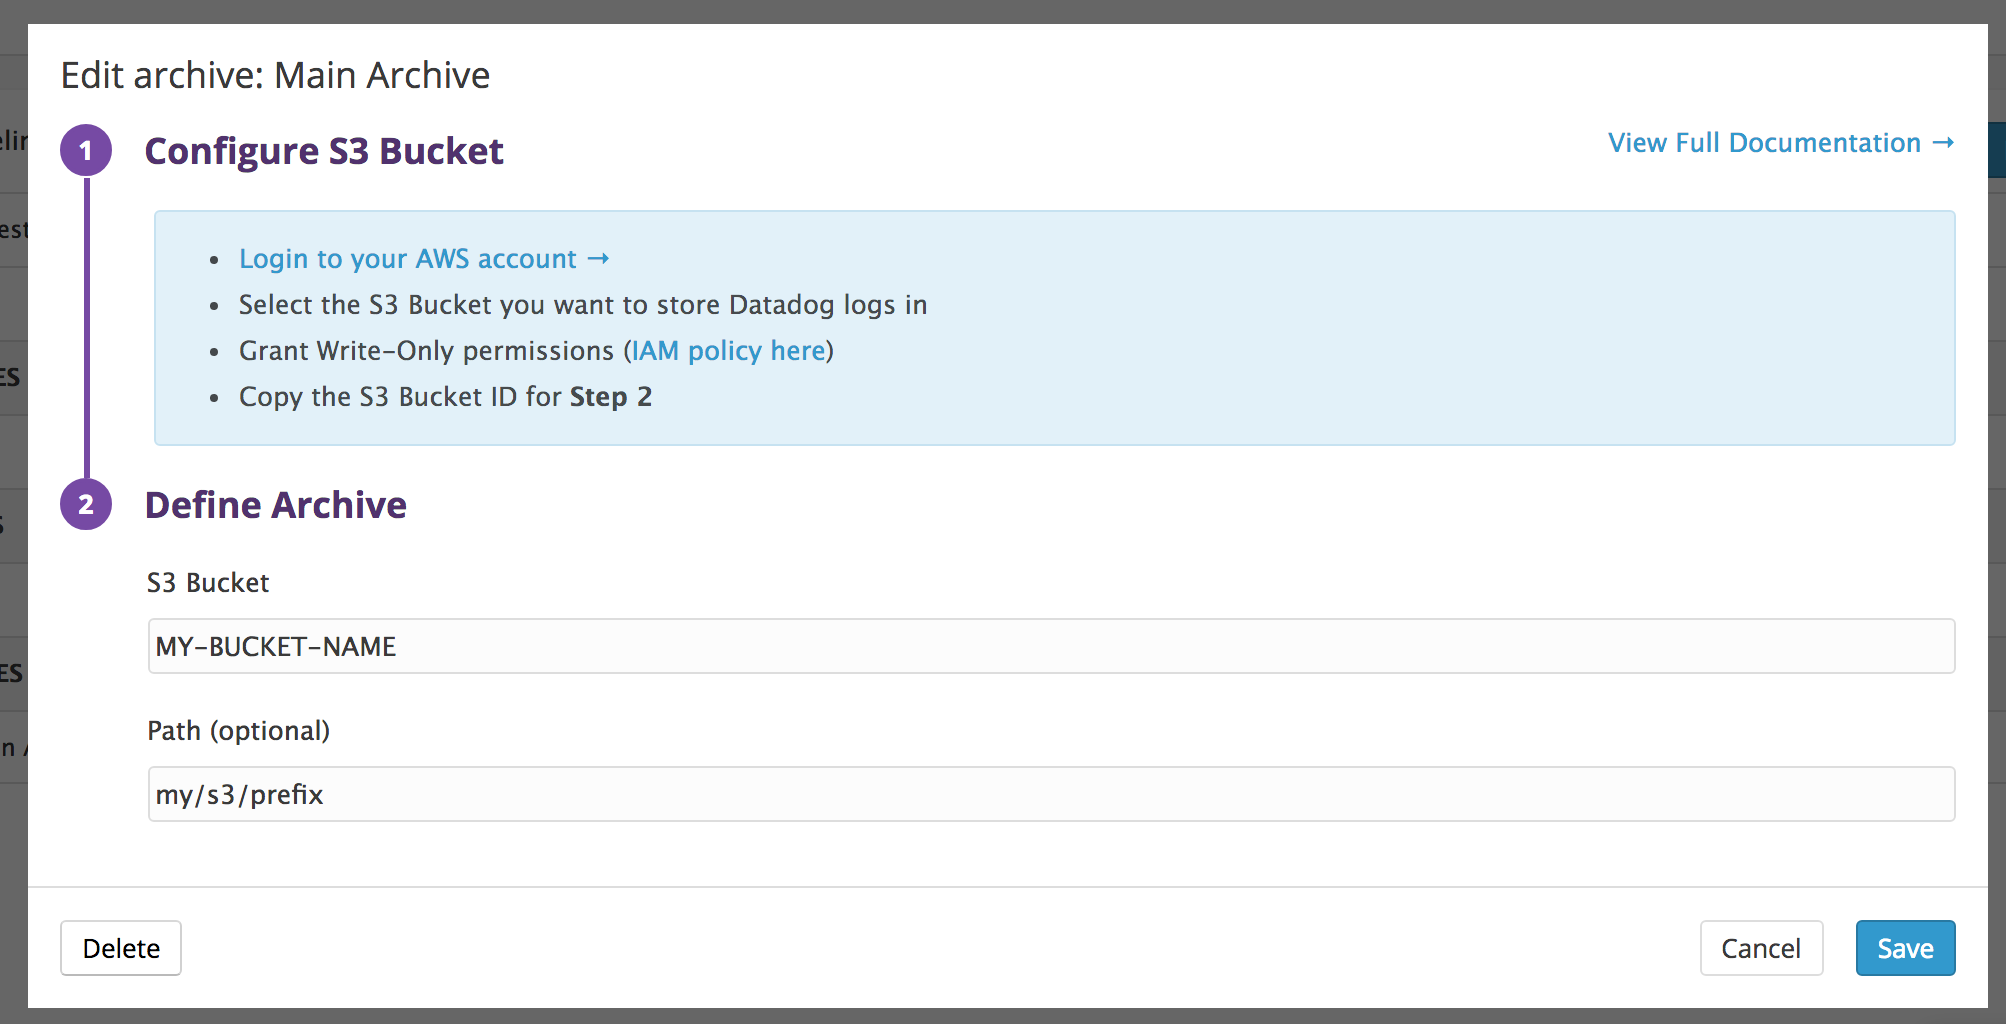 Edit archive: Main Archive
1 Configure S3 Bucket
View Full Documentation →
• Login to your AWS account →
• Select the S3 Bucket you want to store Datadog logs in
• Grant Write-Only permissions (IAM policy here)
• Copy the S3 Bucket ID for Step 2
2 Define Archive
S3 Bucket
MY-BUCKET-NAME
Path (optional)
my/s3/prefix
Delete
Cancel
Save